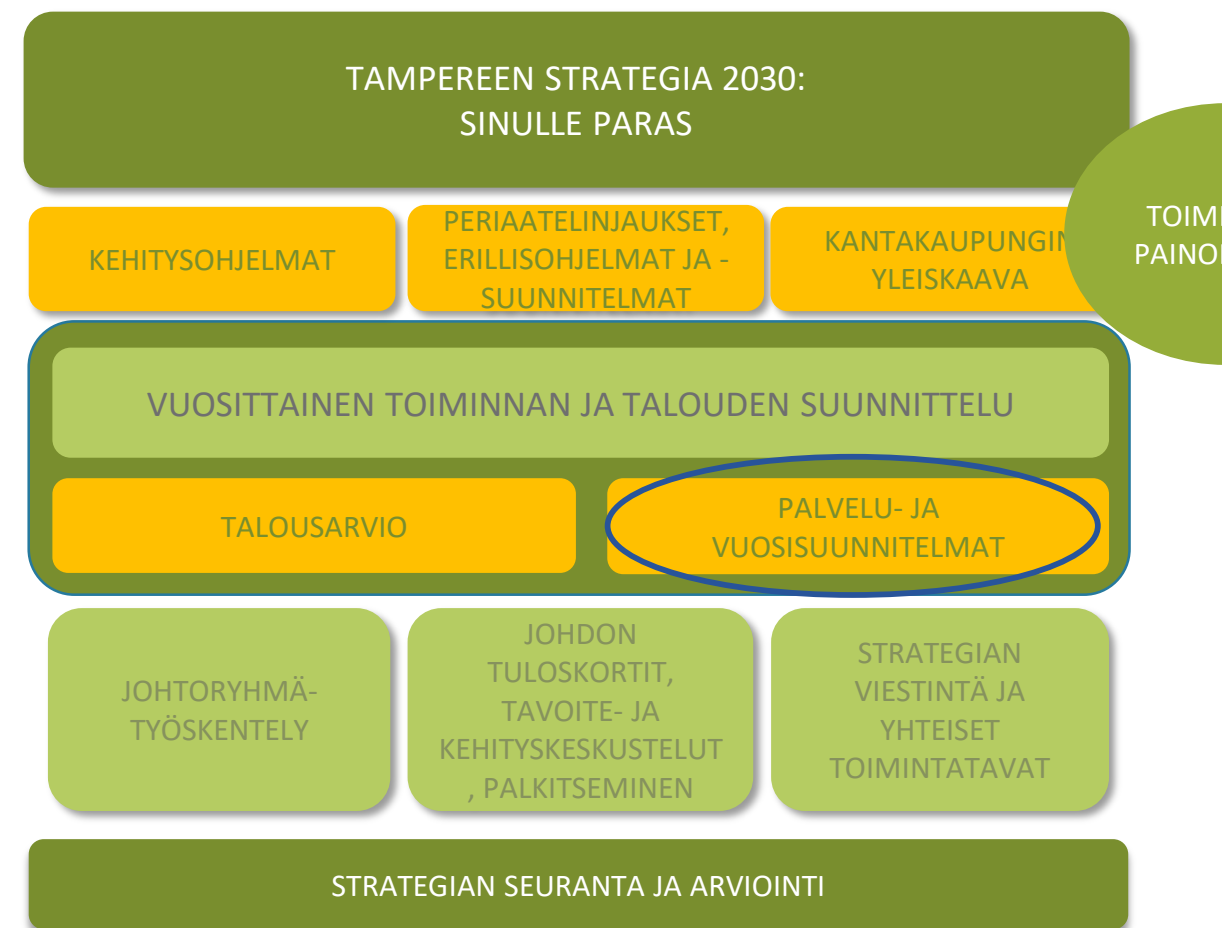 TAMPEREEN STRATEGIA 2030:
SINULLE PARAS
KEHITYSOHJELMAT
PERIAATELINJAUKSET,
ERILLISOHJELMAT JA -
SUUNNITELMAT
KANTAKAUPUNGIN
YLEISKAAVA
VUOSITTAINEN TOIMINNAN JA TALOUDEN SUUNNITTELU
TALOUSARVIO
PALVELU- JA
VUOSISUUNNITELMAT
JOHTORYHMÄ-
TYÖSKENTELY
JOHDON
TULOSKORTIT,
TAVOITE- JA
KEHITYSKESKUSTELUT
, PALKITSEMINEN
STRATEGIAN
VIESTINTÄ JA
YHTEISET
TOIMINTATAVAT
STRATEGIAN SEURANTA JA ARVIOINTI